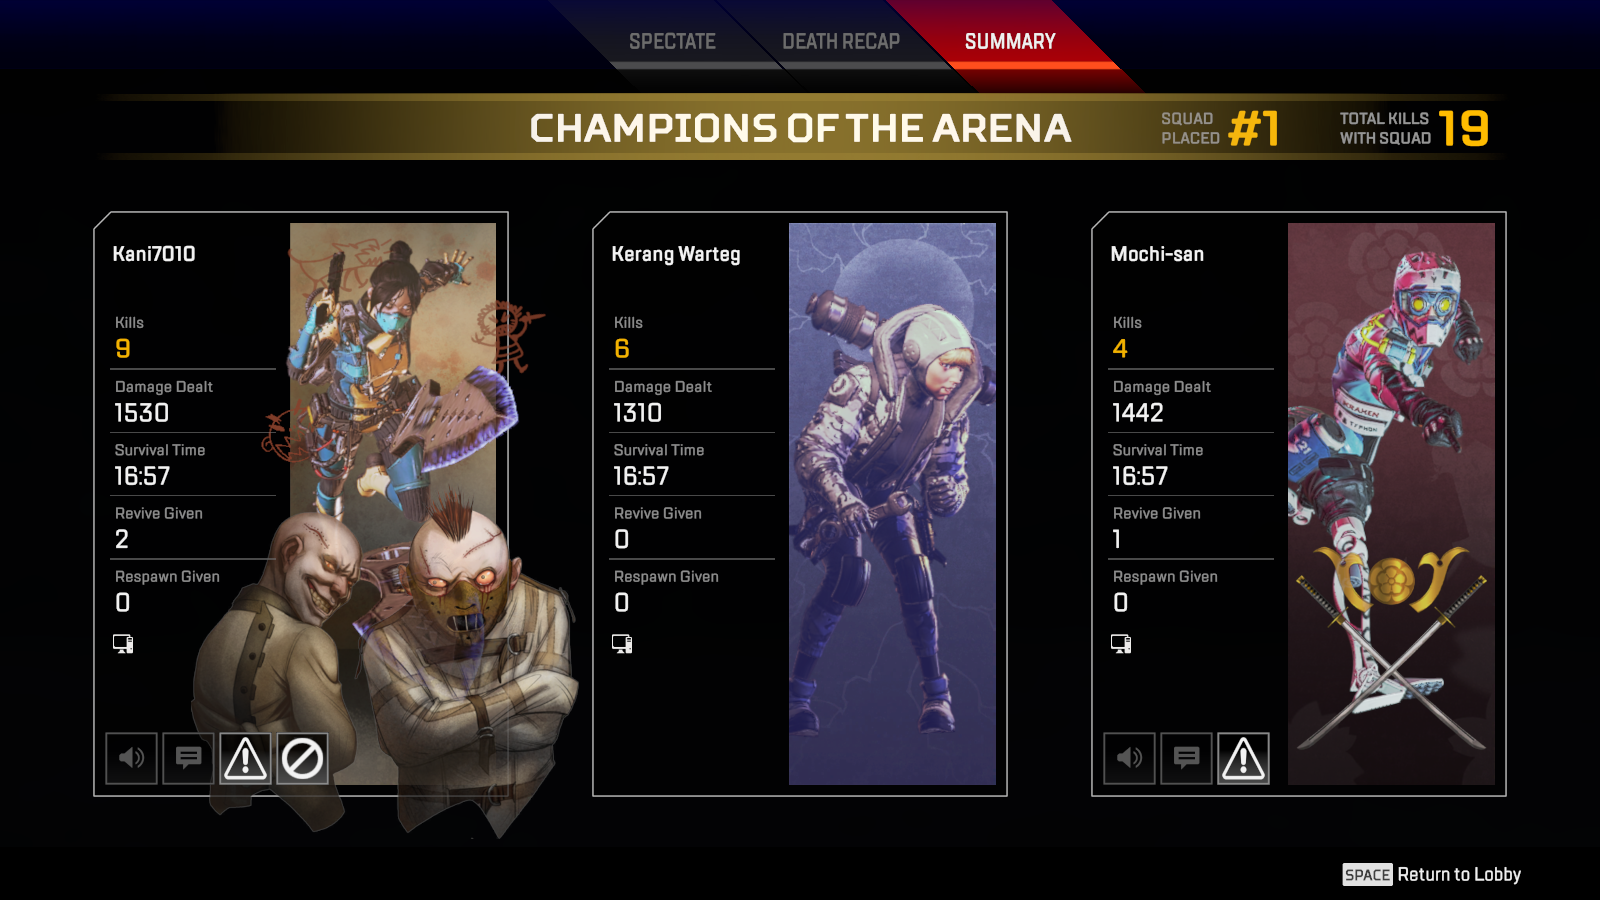 SPECTATE
DEATH RECAP
SUMMARY
CHAMPIONS OF THE ARENA
SQUAD PLACED #1
TOTAL KILLS WITH SQUAD 19
Kani7010
Kills
9
Damage Dealt
1530
Survival Time
16:57
Revive Given
2
Respawn Given
0
Kerang Warteg
Kills
6
Damage Dealt
1310
Survival Time
16:57
Revive Given
0
Respawn Given
0
Mochi-san
Kills
4
Damage Dealt
1442
Survival Time
16:57
Revive Given
1
Respawn Given
0
KRAKEN
& TYPHON
SPACE Return to Lobby